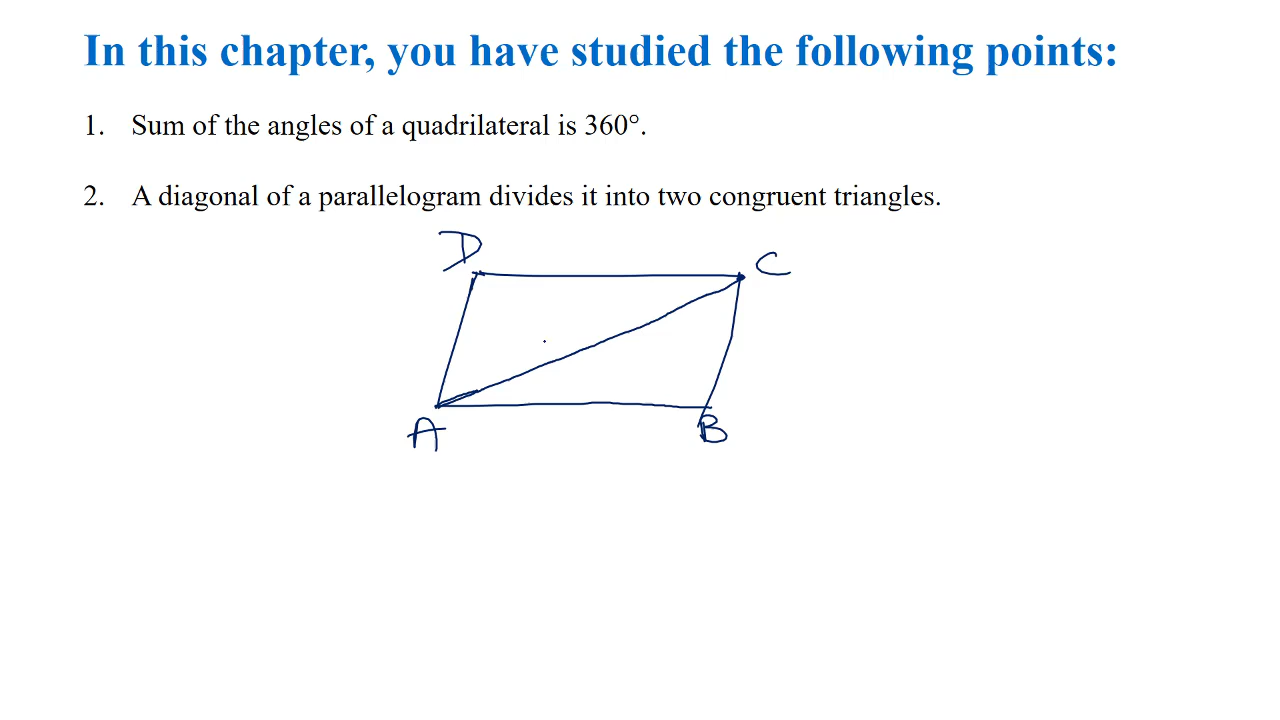 In this chapter, you have studied the following points:
1. Sum of the angles of a quadrilateral is 360°.
2. A diagonal of a parallelogram divides it into two congruent triangles.
D C
A B